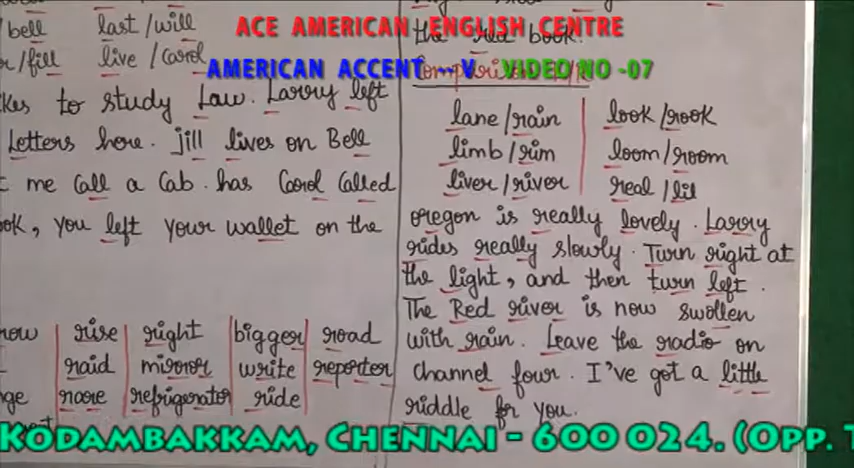 ACE AMERICAN ENGLISH CENTRE
AMERICAN ACCENT - V VIDEO NO -07
bell last/will
/fill live/Carol
to study Law. Larry left
Letters here. jill lives on Bell
me Call a Cab. has Carol Called
you left your wallet on the
rise right bigger road
raid mirror write reporter
rare refrigerator ride
the red book.
Comparison
lane/rain look/rook
limb/rim loom/room
liver/river real/lil
oregon is really lovely. Larry
rides really slowly. Turn right at
the light, and then turn left.
The Red river is now swollen
with rain. Leave the radio on
channel four. I've got a little
riddle for you.
KODAMBAKKAM, CHENNAI - 600 024. (OPP.